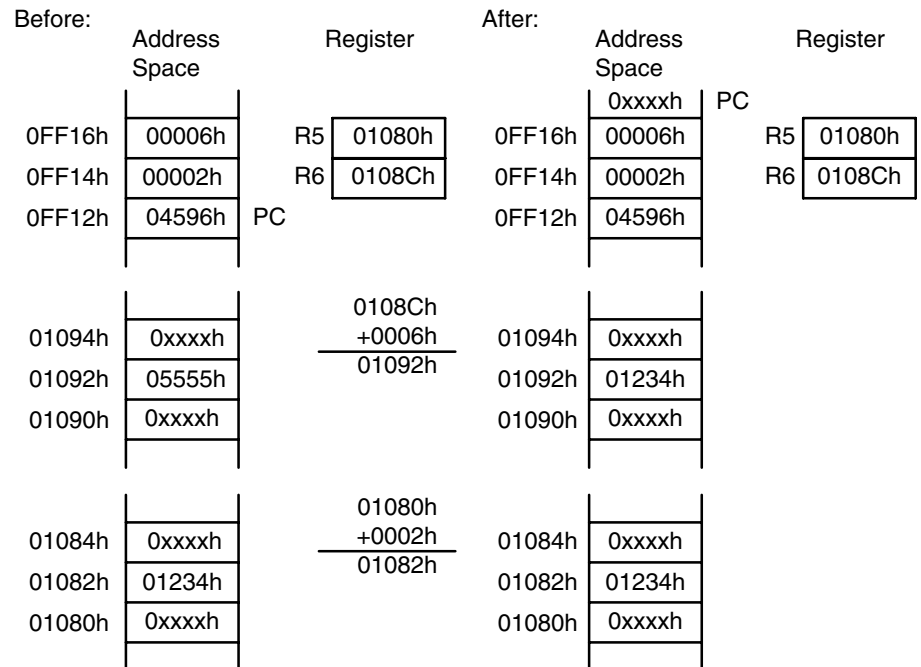 Before:
Address Space
Register
0FF16h 00006h
0FF14h 00002h
0FF12h 04596h PC
R5 01080h
R6 0108Ch
01094h 0xxxxh
01092h 05555h
01090h 0xxxxh
0108Ch
+0006h
01092h
01084h 0xxxxh
01082h 01234h
01080h 0xxxxh
01080h
+0002h
01082h
After:
Address Space
Register
0xxxxh PC
0FF16h 00006h
0FF14h 00002h
0FF12h 04596h
R5 01080h
R6 0108Ch
01094h 0xxxxh
01092h 01234h
01090h 0xxxxh
01084h 0xxxxh
01082h 01234h
01080h 0xxxxh